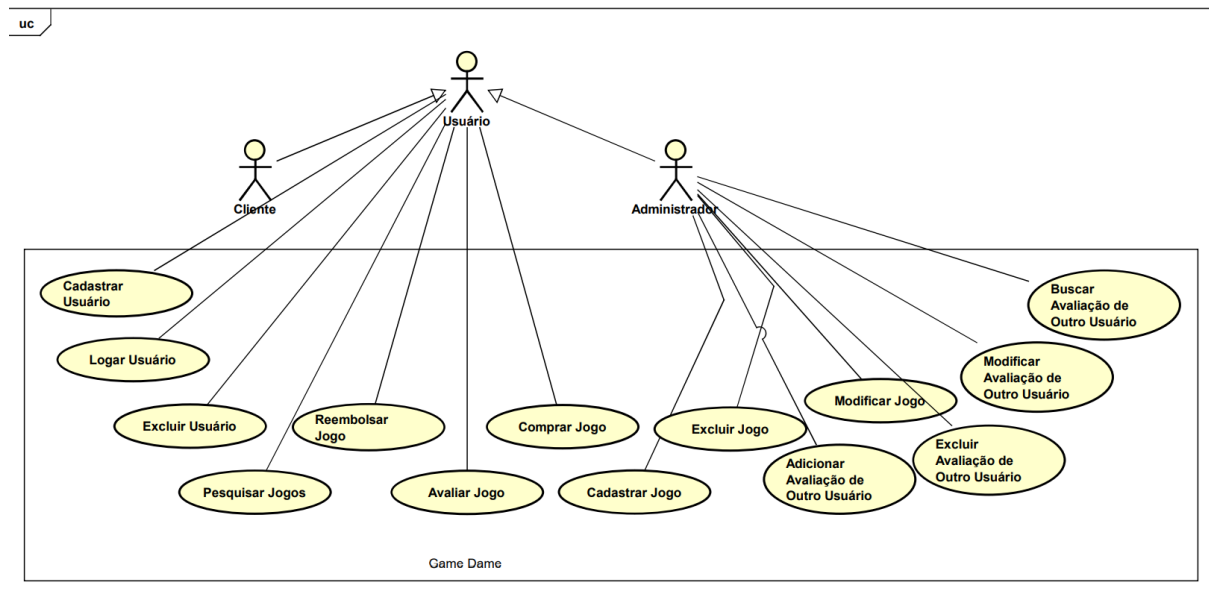 uc
Usuário
Cliente
Administrador
Cadastrar
Usuário
Buscar
Avaliação de
Outro Usuário
Logar Usuário
Modificar
Avaliação de
Outro Usuário
Modificar Jogo
Excluir Usuário
Reembolsar
Jogo
Comprar Jogo
Excluir Jogo
Excluir
Avaliação de
Outro Usuário
Adicionar
Avaliação de
Outro Usuário
Pesquisar Jogos
Avaliar Jogo
Cadastrar Jogo
Game Dame